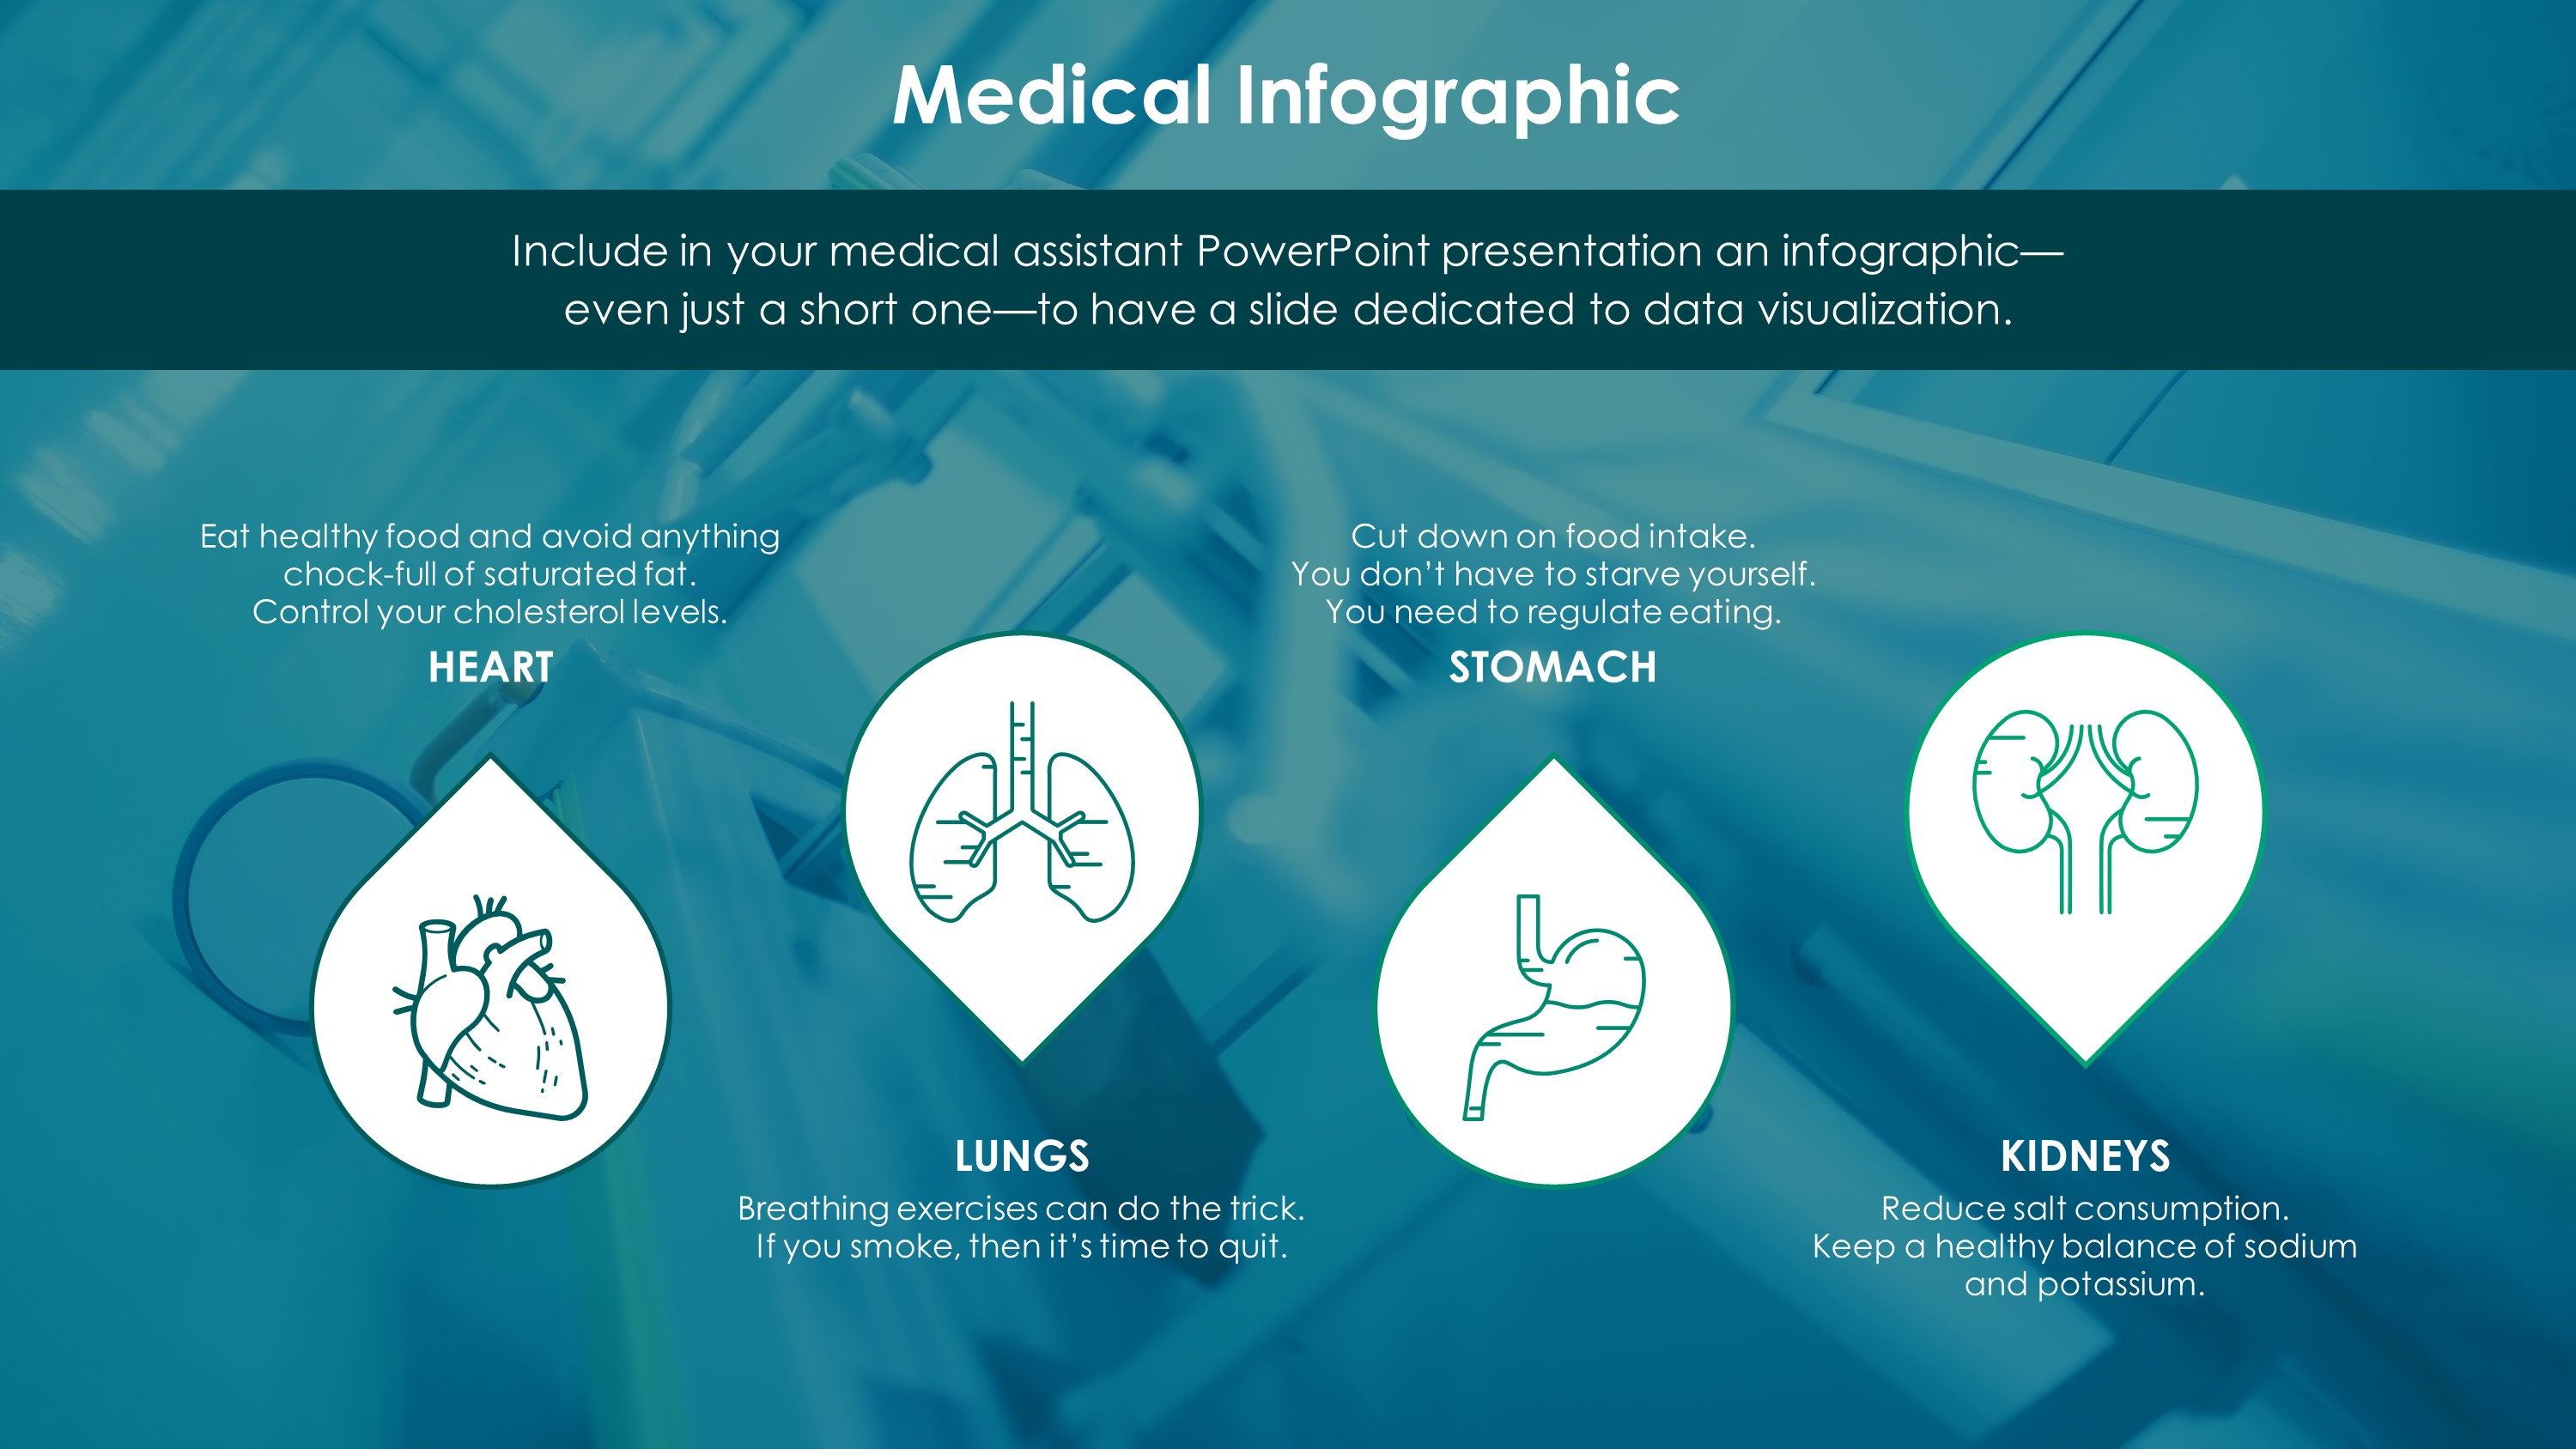 Medical Infographic
Include in your medical assistant PowerPoint presentation an infographic—
even just a short one—to have a slide dedicated to data visualization.
Eat healthy food and avoid anything
chock-full of saturated fat.
Control your cholesterol levels.
HEART
LUNGS
Breathing exercises can do the trick.
If you smoke, then it’s time to quit.
Cut down on food intake.
You don’t have to starve yourself.
You need to regulate eating.
STOMACH
KIDNEYS
Reduce salt consumption.
Keep a healthy balance of sodium
and potassium.